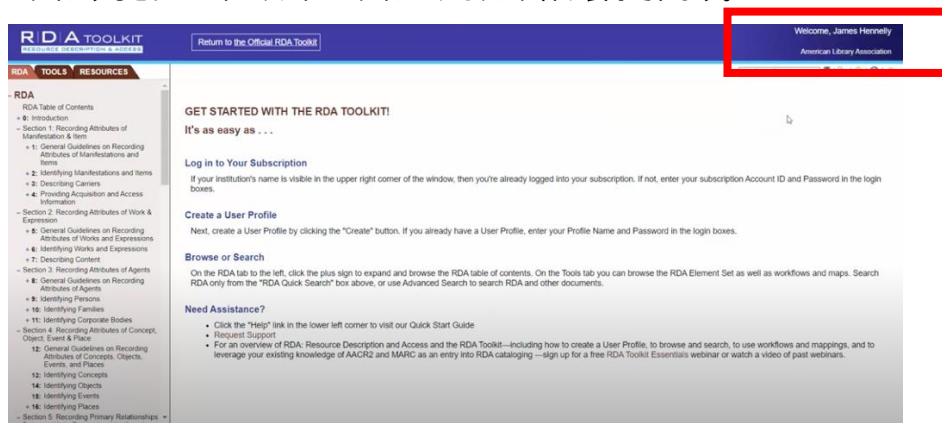 R|D|A TOOLKIT
RESOURCE DESCRIPTION & ACCESS
Return to the Official RDA Toolkit
Welcome, James Hennelly
American Library Association
RDA TOOLS RESOURCES
- RDA
RDA Table of Contents
+ 0: Introduction
– Section 1: Recording Attributes of
Manifestation & Item
+ 1: General Guidelines on Recording
Attributes of Manifestations and
Items
+ 2: Identifying Manifestations and Items
+ 3: Describing Carriers
+ 4: Providing Acquisition and Access
Information
– Section 2: Recording Attributes of Work &
Expression
+ 5: General Guidelines on Recording
Attributes of Works and Expressions
+ 6: Identifying Works and Expressions
+ 7: Describing Content
– Section 3: Recording Attributes of Agents
+ 8: General Guidelines on Recording
Attributes of Agents
+ 9: Identifying Persons
+ 10: Identifying Families
+ 11: Identifying Corporate Bodies
– Section 4: Recording Attributes of Concept,
Object, Event & Place
12: General Guidelines on Recording
Attributes of Concepts, Objects,
Events, and Places
13: Identifying Concepts
14: Identifying Objects
15: Identifying Events
+ 16: Identifying Places
– Section 5: Recording Primary Relationships
GET STARTED WITH THE RDA TOOLKIT!
It's as easy as . . .
Log in to Your Subscription
If your institution's name is visible in the upper right corner of the window, then you're already logged into your subscription. If not, enter your subscription Account ID and Password in the login
boxes.
Create a User Profile
Next, create a User Profile by clicking the "Create" button. If you already have a User Profile, enter your Profile Name and Password in the login boxes.
Browse or Search
On the RDA tab to the left, click the plus sign to expand and browse the RDA table of contents. On the Tools tab you can browse the RDA Element Set as well as workflows and maps. Search
RDA only from the "RDA Quick Search" box above, or use Advanced Search to search RDA and other documents.
Need Assistance?
• Click the "Help" link in the lower left corner to visit our Quick Start Guide
• Request Support
• For an overview of RDA: Resource Description and Access and the RDA Toolkit—including how to create a User Profile, to browse and search, to use workflows and mappings, and to
leverage your existing knowledge of AACR2 and MARC as an entry into RDA cataloging —sign up for a free RDA Toolkit Essentials webinar or watch a video of past webinars.